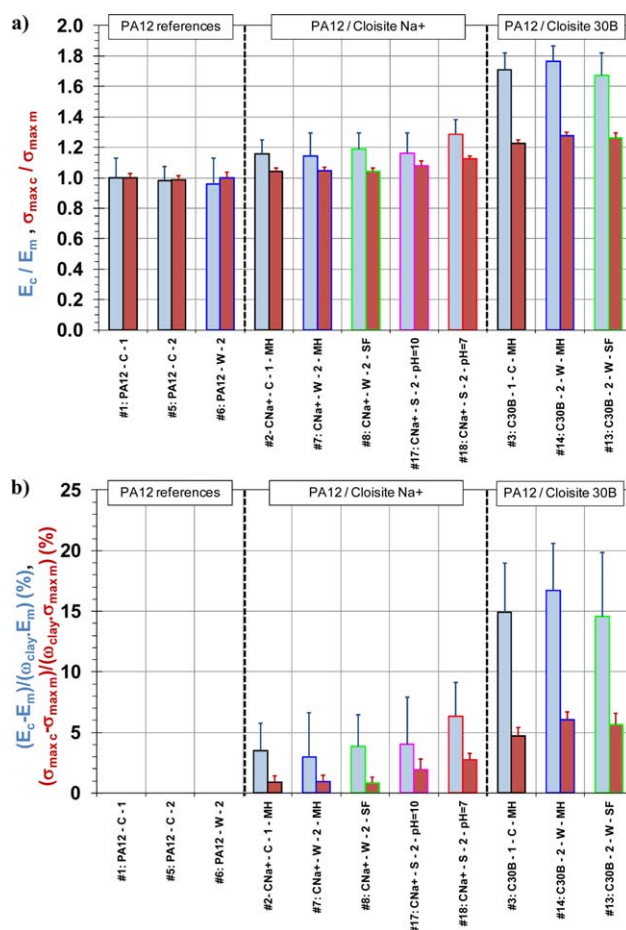 a)
PA12 references
PA12 / Cloisite Na+
PA12 / Cloisite 30B
E_c / E_m , σ_max c / σ_max m
2.0
1.8
1.6
1.4
1.2
1.0
0.8
0.6
0.4
0.2
0.0
#1: PA12 - C - 1
#5: PA12 - C - 2
#6: PA12 - W - 2
#2- CNa+ - C - 1 - MH
#7: CNa+ - W - 2 - MH
#8: CNa+ - W - 2 - SF
#17: CNa+ - S - 2 - pH=10
#18: CNa+ - S - 2 - pH=7
#3: C30B - 1 - C - MH
#14: C30B - 2 - W - MH
#13: C30B - 2 - W - SF
b)
PA12 references
PA12 / Cloisite Na+
PA12 / Cloisite 30B
(E_c-E_m)/(ω_clay.E_m) (%),
(σ_max c-σ_max m)/(ω_clay.σ_max m) (%)
25
20
15
10
5
0
#1: PA12 - C - 1
#5: PA12 - C - 2
#6: PA12 - W - 2
#2- CNa+ - C - 1 - MH
#7: CNa+ - W - 2 - MH
#8: CNa+ - W - 2 - SF
#17: CNa+ - S - 2 - pH=10
#18: CNa+ - S - 2 - pH=7
#3: C30B - 1 - C - MH
#14: C30B - 2 - W - MH
#13: C30B - 2 - W - SF